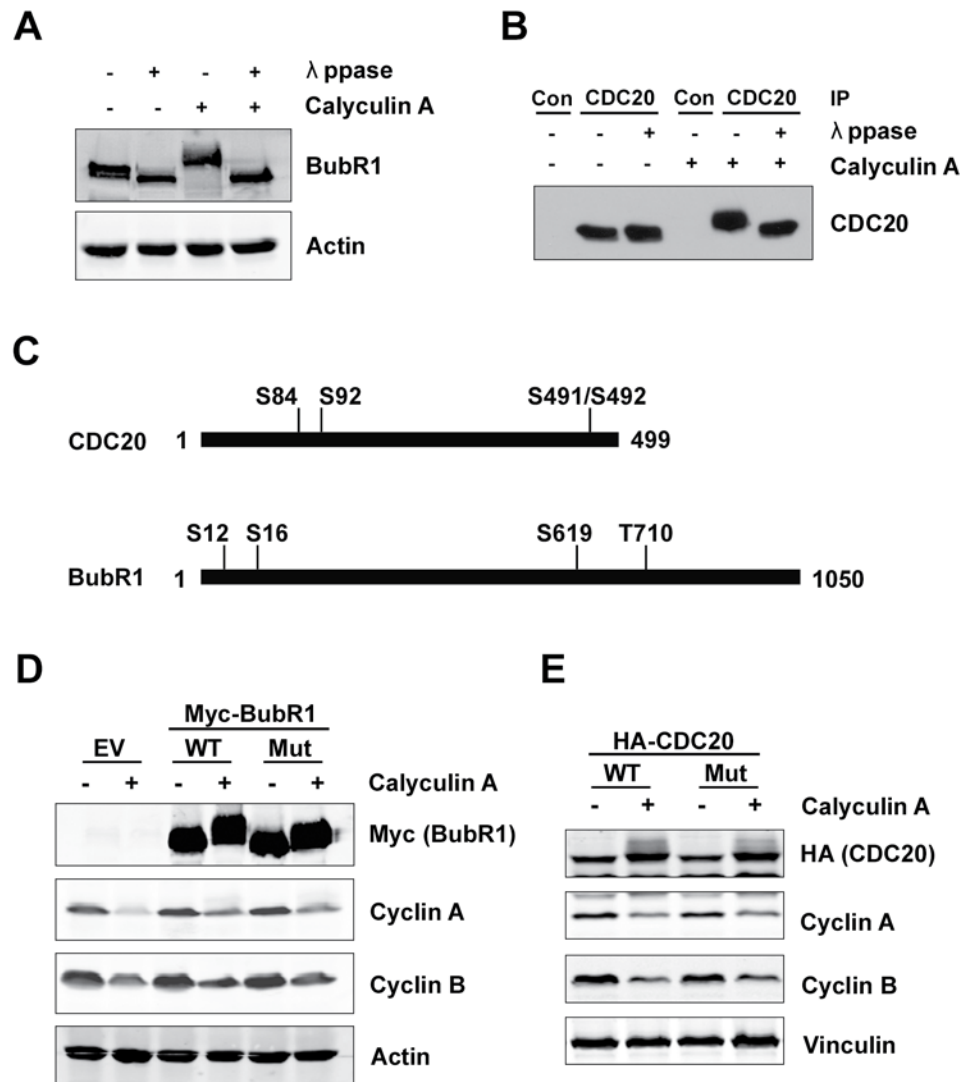 A
- + - + λ ppase
- - + + Calyculin A
BubR1
Actin
B
Con CDC20 Con CDC20 IP
- - + - - + λ ppase
- - - + + + Calyculin A
CDC20
C
S84 S92 S491/S492
CDC20 1 499
S12 S16 S619 T710
BubR1 1 1050
D
Myc-BubR1
EV WT Mut
- + - + - + Calyculin A
Myc (BubR1)
Cyclin A
Cyclin B
Actin
E
HA-CDC20
WT Mut
- + - + Calyculin A
HA (CDC20)
Cyclin A
Cyclin B
Vinculin